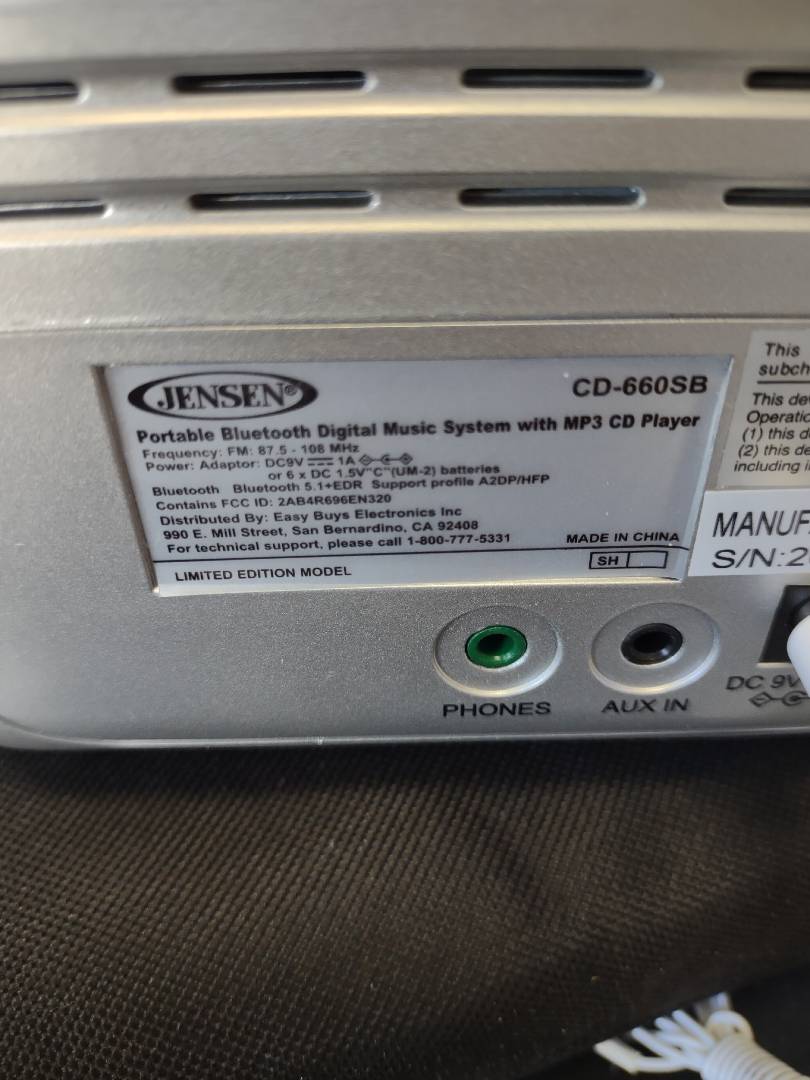 JENSEN®
CD-660SB
Portable Bluetooth Digital Music System with MP3 CD Player
Frequency: FM: 87.5 - 108 MHz
Power: Adaptor: DC9V 1A
or 6 x DC 1.5V"C"(UM-2) batteries
Bluetooth Bluetooth 5.1+EDR Support profile A2DP/HFP
Contains FCC ID: 2AB4R696EN320
Distributed By: Easy Buys Electronics Inc
990 E. Mill Street, San Bernardino, CA 92408
For technical support, please call 1-800-777-5331
MADE IN CHINA
LIMITED EDITION MODEL
SH
This
This
Operatio
(1) this d
(2) this de
including i
MANUF
S/N:2
PHONES
AUX IN
DC 9V